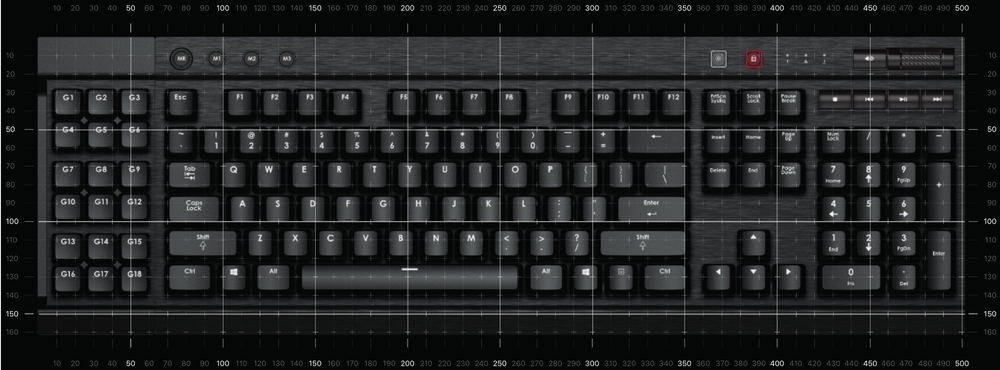 10 20 30 40 50 60 70 80 90 100 110 120 130 140 150 160 170 180 190 200 210 220 230 240 250 260 270 280 290 300 310 320 330 340 350 360 370 380 390 400 410 420 430 440 450 460 470 480 490 500
10
MR M1 M2 M3
20
30
G1 G2 G3 Esc F1 F2 F3 F4 F5 F6 F7 F8 F9 F10 F11 F12 PrtScn SysRq Scroll Lock Pause Break
40
50
G4 G5 G6 ~ ! 1 @ 2 # 3 $ 4 % 5 ^ 6 & 7 * 8 ( 9 ) 0 — – + = ← Insert Home Page Up Num Lock / * –
60
70
G7 G8 G9 Tab Q W E R T Y U I O P { [ } ] | \ Delete End Page Down 7 Home 8 ↑ 9 PgUp +
80
90
G10 G11 G12 Caps Lock A S D F G H J K L : ; " ' Enter ↵ 4 ← 5 6 →
100
110
G13 G14 G15 Shift Z X C V B N M < , > . ? / Shift 1 End 2 ↓ 3 PgDn Enter
120
130
G16 G17 G18 Ctrl Alt Alt Ctrl 0 Ins . Del
140
150
160
10 20 30 40 50 60 70 80 90 100 110 120 130 140 150 160 170 180 190 200 210 220 230 240 250 260 270 280 290 300 310 320 330 340 350 360 370 380 390 400 410 420 430 440 450 460 470 480 490 500